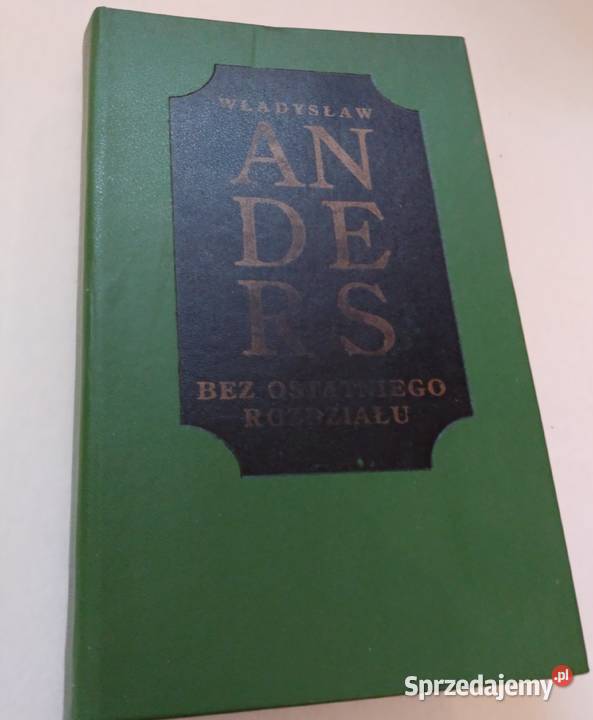 WŁADYSŁAW
AN
DE
RS
BEZ OSTATNIEGO
ROZDZIAŁU
Sprzedajemy.pl